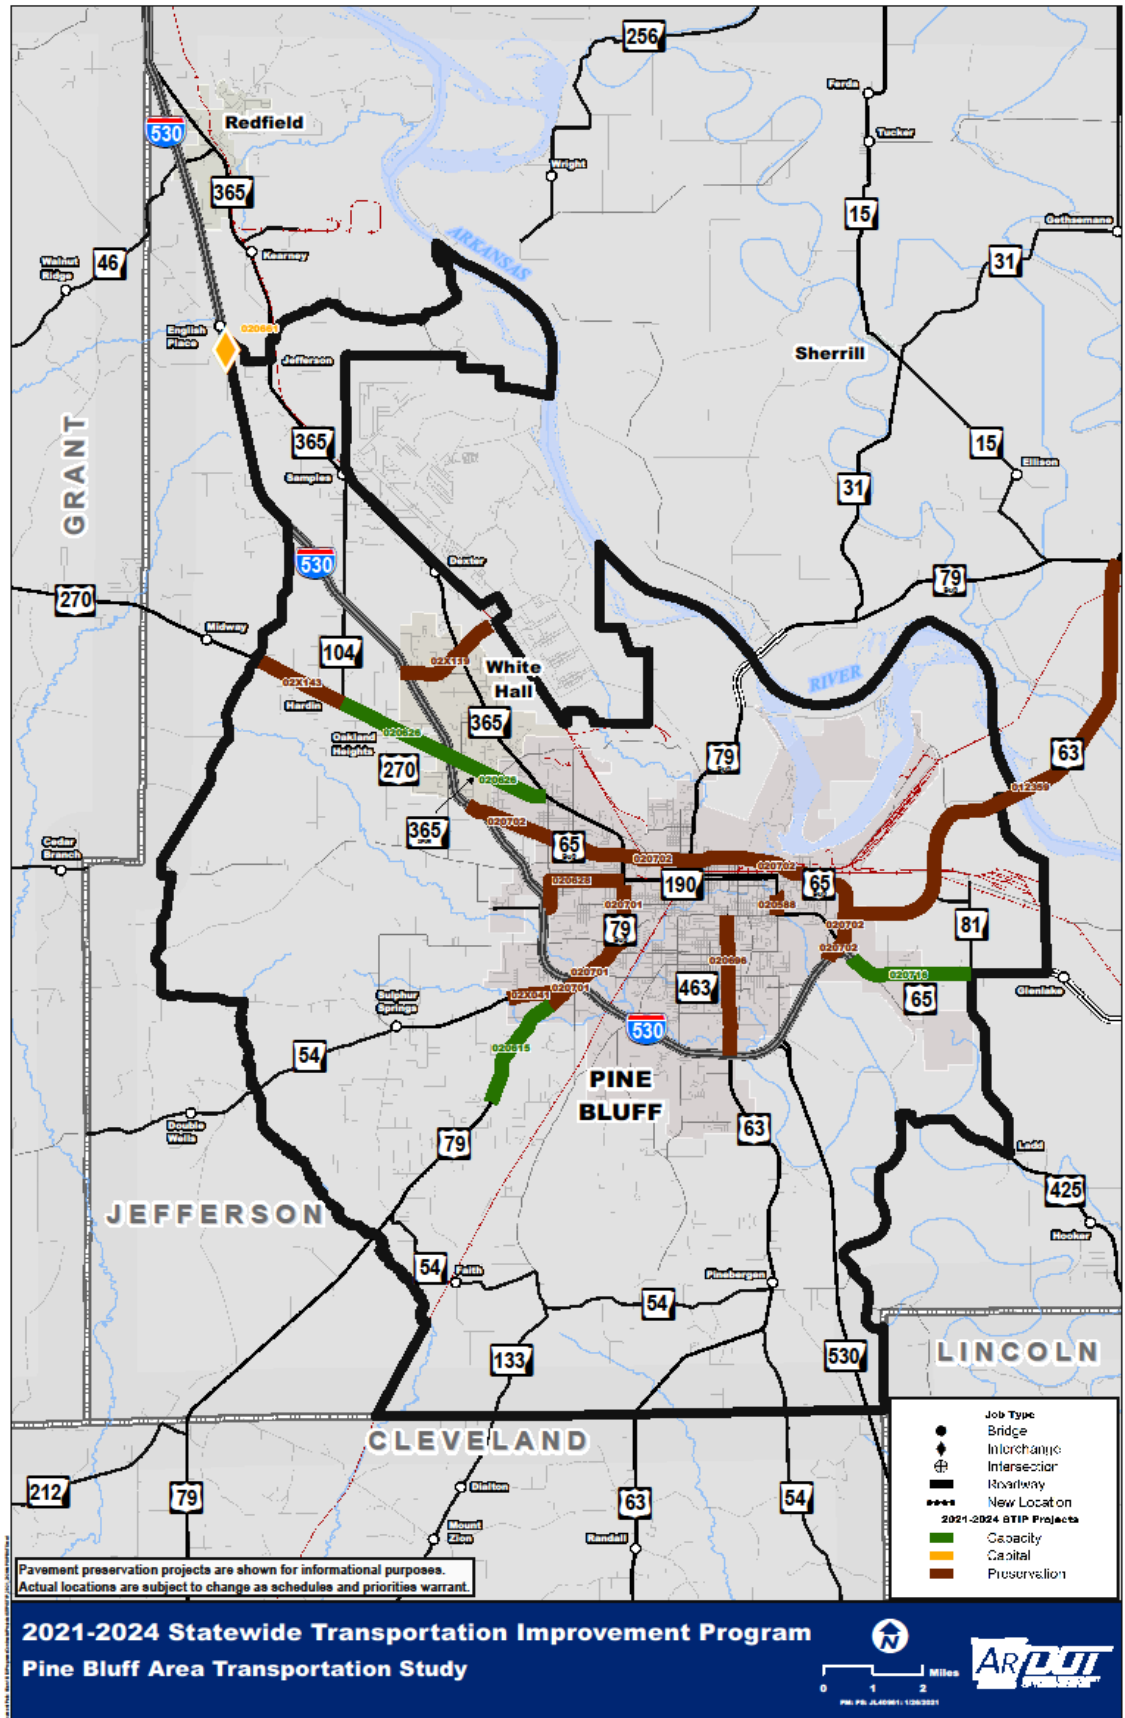 256
Ferda
Redfield
530
Tucker
Wright
365
15
Gethsemane
ARKANSAS
46
Kearney
31
Walnut
Ridge
English
Place
020661
Jefferson
Sherrill
GRANT
365
15
Samples
Ellison
31
530
Dexter
79
270
Midway
104
02X139
White
Hall
RIVER
02X143
Hardin
365
020626
Oakland
Heights
270
79
63
020626
012359
365
SPUR
020702
65
Cedar
Branch
020702
020702
190
65
020628
020701
020588
79
81
020702
020702
020696
020701
020716
Glenlake
463
65
Sulphur
Springs
02X041
020701
530
54
020615
PINE
BLUFF
Double
Wells
79
63
Ladd
425
Hooker
JEFFERSON
54
Faith
Pinebergen
54
133
530
LINCOLN
CLEVELAND
212
79
Dialton
Mount
Zion
63
Randall
54
Job Type
Bridge
Interchange
Intersection
Roadway
New Location
2021-2024 STIP Projects
Capacity
Capital
Preservation
Pavement preservation projects are shown for informational purposes.
Actual locations are subject to change as schedules and priorities warrant.
2021-2024 Statewide Transportation Improvement Program
Pine Bluff Area Transportation Study
N
0 1 2 Miles
ARDOT